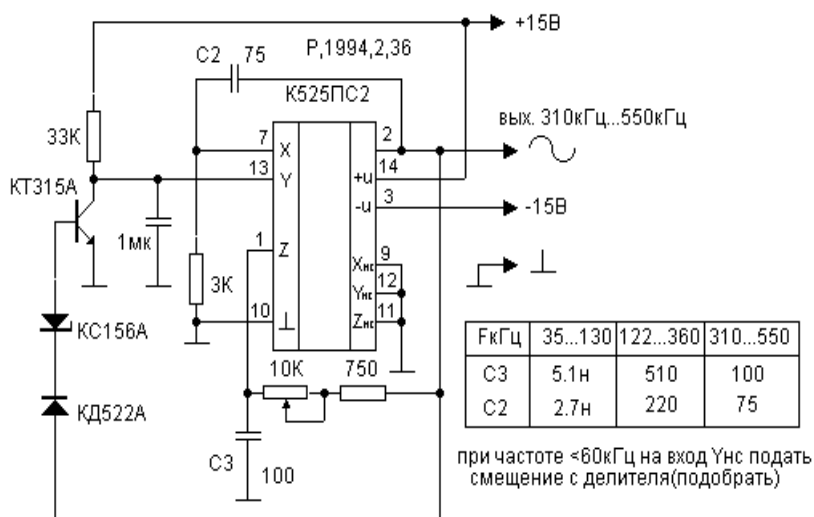 +15В
С2 75
Р,1994,2,36
К525ПС2
вых. 310кГц...550кГц
33К
7 X 2
13 Y +u 14
КТ315А
-u 3
-15В
1мк
1 Z
Xнс 9
3К
Yнс 12
10 ⊥ Zнс 11
КС156А
10К 750
КД522А
С3 100
FкГц 35...130 122...360 310...550
С3 5.1н 510 100
С2 2.7н 220 75
при частоте <60кГц на вход Yнс подать
смещение с делителя(подобрать)